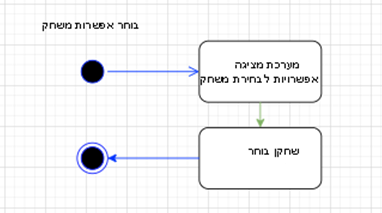 בוחר אפשרות משחק
מערכת מציגה
אפשרויות לבחירת משחק
שחקן בוחר